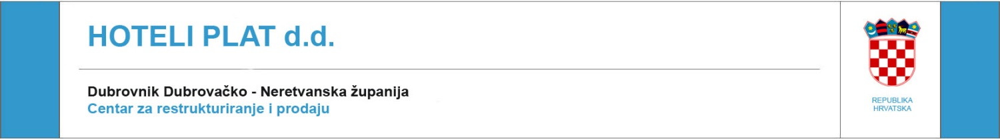 HOTELI PLAT d.d.
Dubrovnik Dubrovačko - Neretvanska županija
Centar za restrukturiranje i prodaju
REPUBLIKA
HRVATSKA